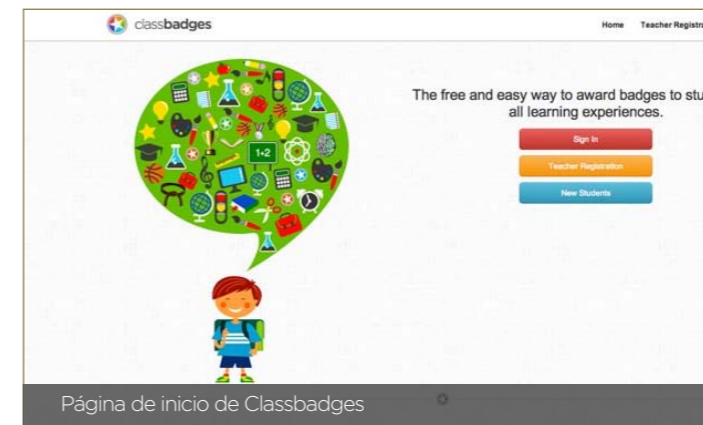 classbadges
Home Teacher Registra
The free and easy way to award badges to stu
all learning experiences.
Sign In
Teacher Registration
New Students
1+2
Página de inicio de Classbadges